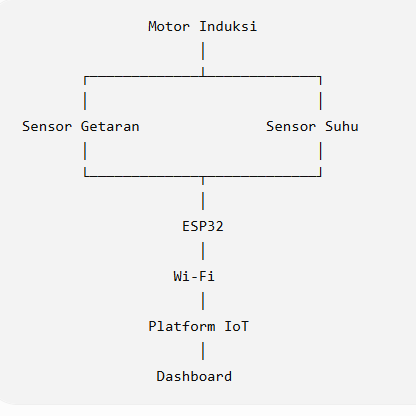 Motor Induksi
Sensor Getaran Sensor Suhu
ESP32
Wi-Fi
Platform IoT
Dashboard